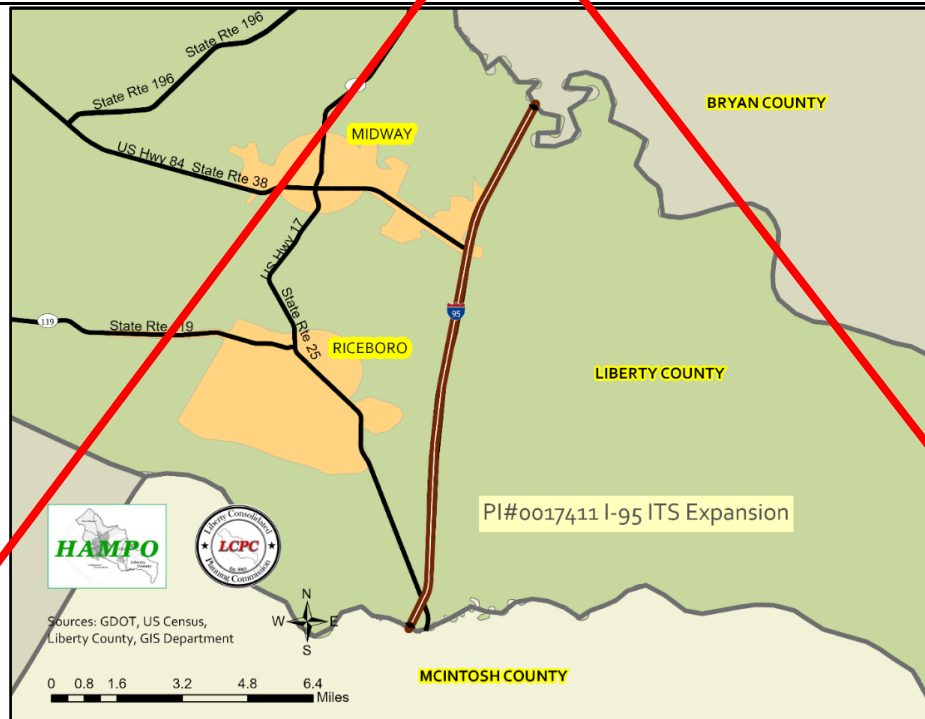 State Rte 196
State Rte 196
BRYAN COUNTY
MIDWAY
US Hwy 84 State Rte 38
US Hwy 17
95
119
State Rte 119
State Rte 25
RICEBORO
LIBERTY COUNTY
PI#0017411 I-95 ITS Expansion
HAMPO
Liberty Consolidated
LCPC
Planning Commission
N
W E
S
Sources: GDOT, US Census,
Liberty County, GIS Department
0 0.8 1.6 3.2 4.8 6.4
Miles
MCINTOSH COUNTY